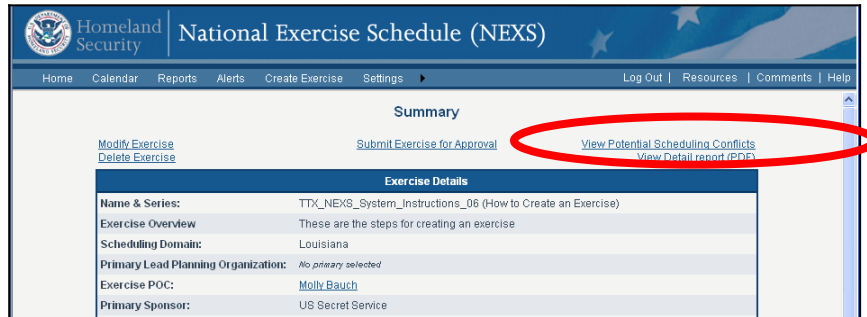 Homeland
Security
National Exercise Schedule (NEXS)
Home Calendar Reports Alerts Create Exercise Settings Log Out | Resources | Comments | Help
Summary
Modify Exercise Submit Exercise for Approval View Potential Scheduling Conflicts
Delete Exercise View Detail report (PDF)
Exercise Details
Name & Series: TTX_NEXS_System_Instructions_06 (How to Create an Exercise)
Exercise Overview These are the steps for creating an exercise
Scheduling Domain: Louisiana
Primary Lead Planning Organization: No primary selected
Exercise POC: Molly Bauch
Primary Sponsor: US Secret Service